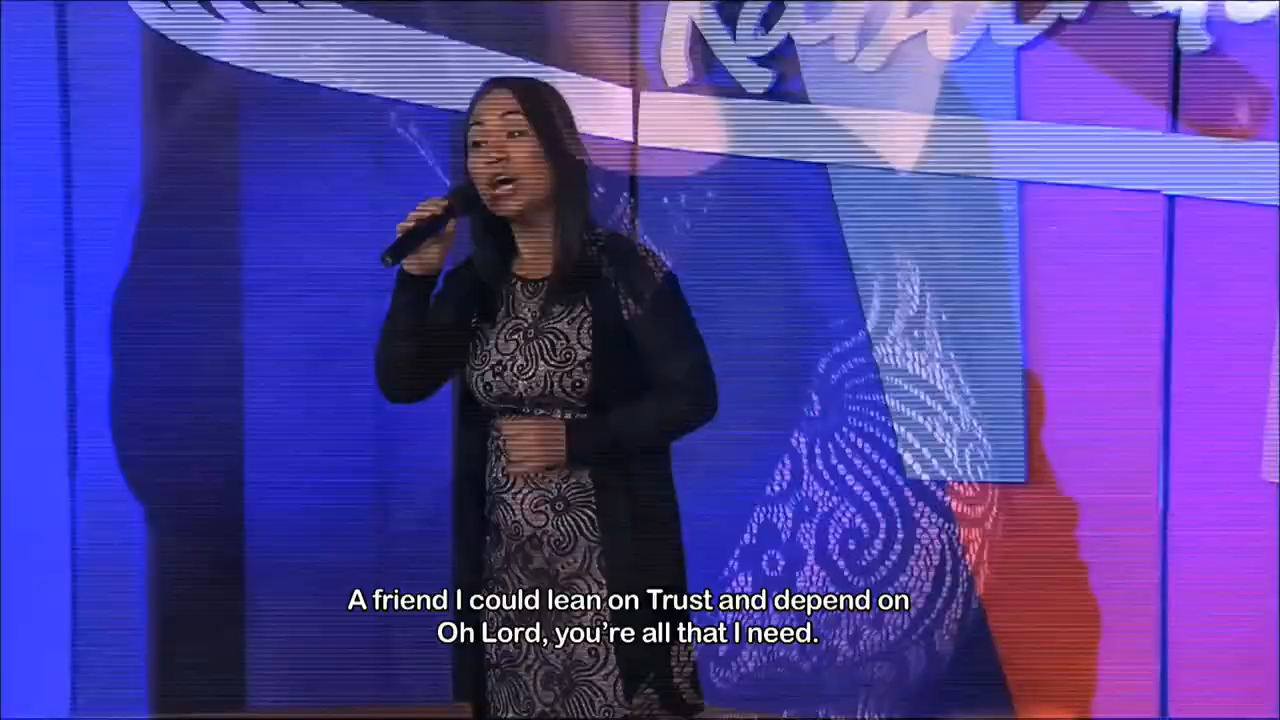 A friend I could lean on Trust and depend on
Oh Lord, you’re all that I need.